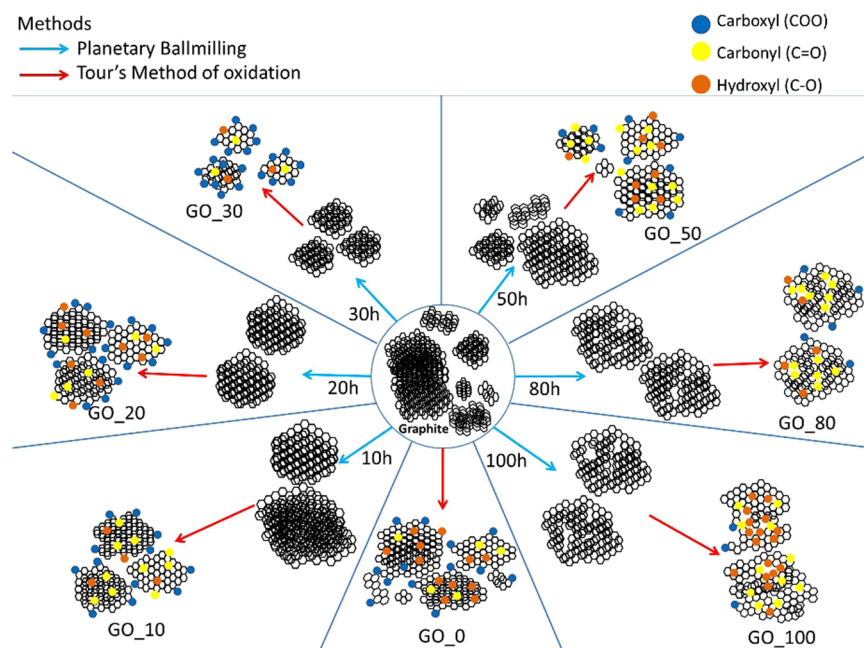 Methods
Planetary Ballmilling
Tour's Method of oxidation
Carboxyl (COO)
Carbonyl (C=O)
Hydroxyl (C-O)
GO_30
GO_50
30h
50h
20h
80h
GO_20
GO_80
Graphite
10h
100h
GO_10
GO_0
GO_100